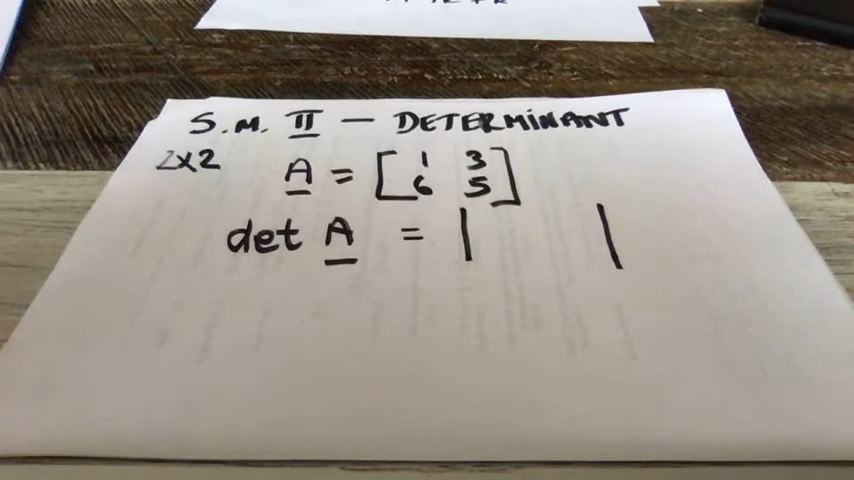 S.M. II — DETERMINANT
2x2 A = [1 3
6 5]
det A = | |